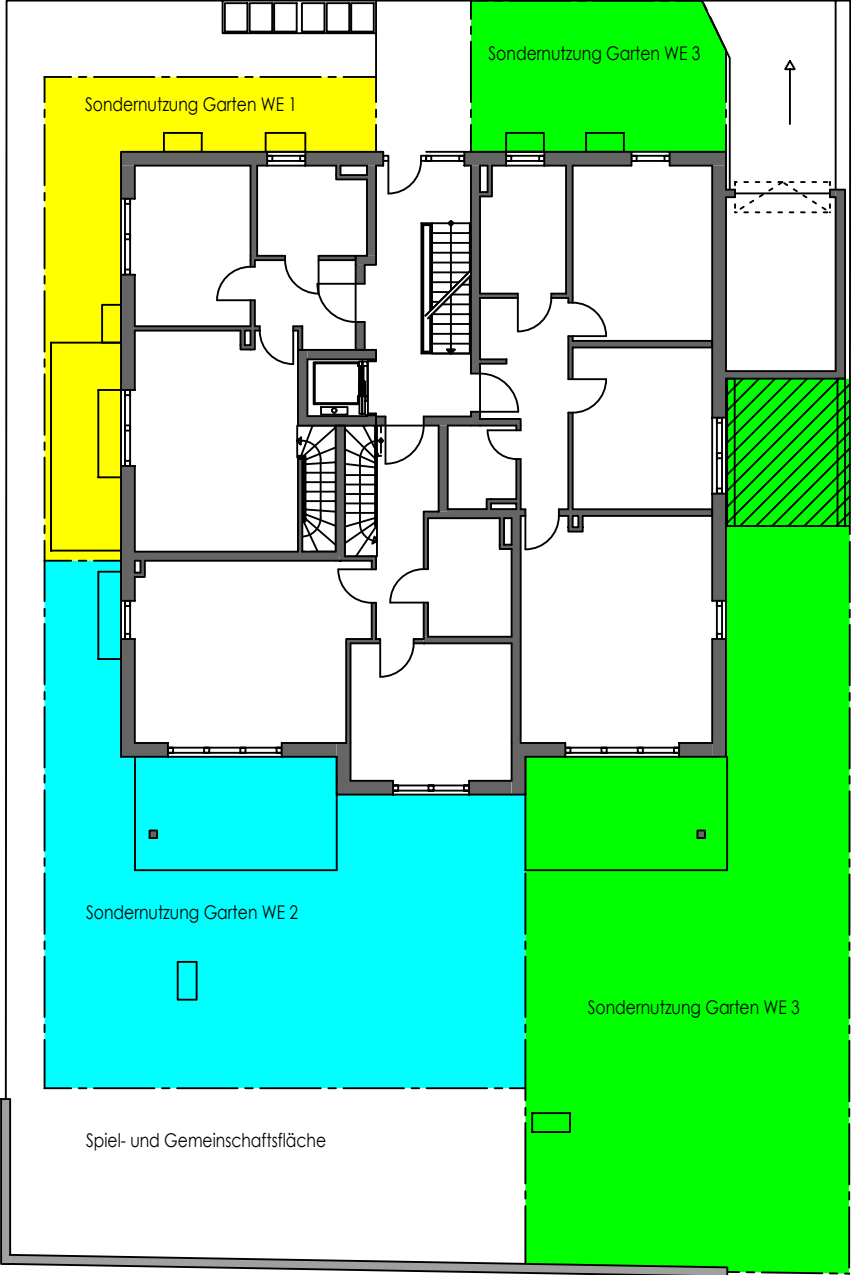 Sondernutzung Garten WE 3
Sondernutzung Garten WE 1
Sondernutzung Garten WE 2
Sondernutzung Garten WE 3
Spiel- und Gemeinschaftsfläche